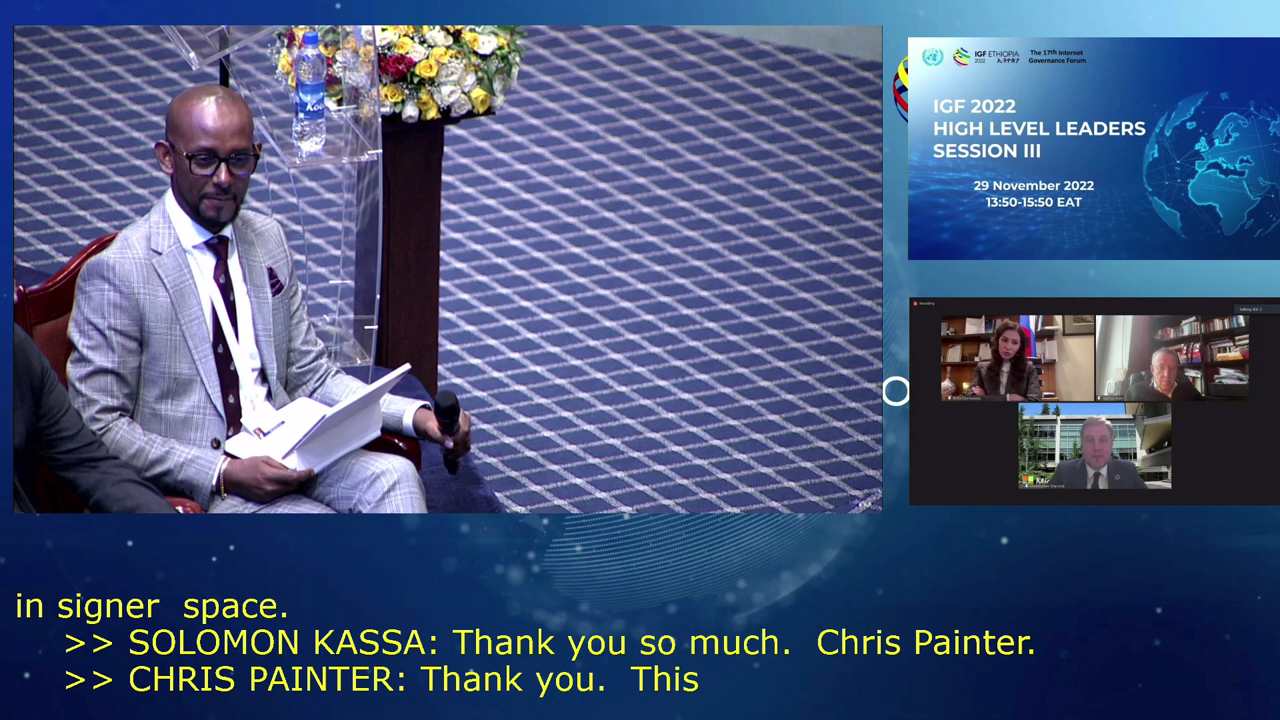 IGF ETHIOPIA
2022 ኢትዮጵያ
The 17th Internet
Governance Forum
IGF 2022
HIGH LEVEL LEADERS
SESSION III
29 November 2022
13:50-15:50 EAT
in signer space.
>> SOLOMON KASSA: Thank you so much. Chris Painter.
>> CHRIS PAINTER: Thank you. This